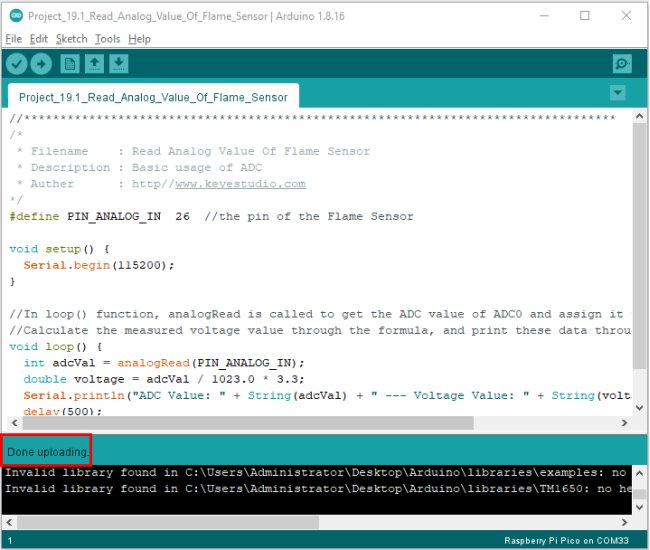 Project_19.1_Read_Analog_Value_Of_Flame_Sensor | Arduino 1.8.16
File Edit Sketch Tools Help
Project_19.1_Read_Analog_Value_Of_Flame_Sensor
//**********************************************************************************
/*
 * Filename    : Read Analog Value Of Flame Sensor
 * Description : Basic usage of ADC
 * Auther      : http//www.keyestudio.com
*/
#define PIN_ANALOG_IN  26  //the pin of the Flame Sensor
void setup() {
  Serial.begin(115200);
}
//In loop() function, analogRead is called to get the ADC value of ADC0 and assign it
//Calculate the measured voltage value through the formula, and print these data throu
void loop() {
  int adcVal = analogRead(PIN_ANALOG_IN);
  double voltage = adcVal / 1023.0 * 3.3;
  Serial.println("ADC Value: " + String(adcVal) + " --- Voltage Value: " + String(volt
  delay(500);
Done uploading.
Invalid library found in C:\Users\Administrator\Desktop\Arduino\libraries\examples: no
Invalid library found in C:\Users\Administrator\Desktop\Arduino\libraries\TM1650: no he
1 Raspberry Pi Pico on COM33